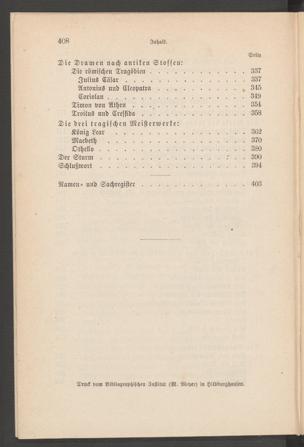 408 Inhalt.
Seite
Die Dramen nach antiken Stoffen:
Die römischen Tragödien . . . . . . . . . . . . 337
Julius Cäsar . . . . . . . . . . . . . . . 337
Antonius und Cleopatra . . . . . . . . . . . 345
Coriolan . . . . . . . . . . . . . . . . 349
Timon von Athen . . . . . . . . . . . . . . 354
Troilus und Cressida . . . . . . . . . . . . . 358
Die drei tragischen Meisterwerke:
König Lear . . . . . . . . . . . . . . . . 362
Macbeth . . . . . . . . . . . . . . . . . 370
Othello . . . . . . . . . . . . . . . . . 380
Der Sturm . . . . . . . . . . . . . . . . . 390
Schlußwort . . . . . . . . . . . . . . . . . 394
Namen- und Sachregister . . . . . . . . . . . . . 403
Druck vom Bibliographischen Institut (M. Meyer) in Hildburghausen.